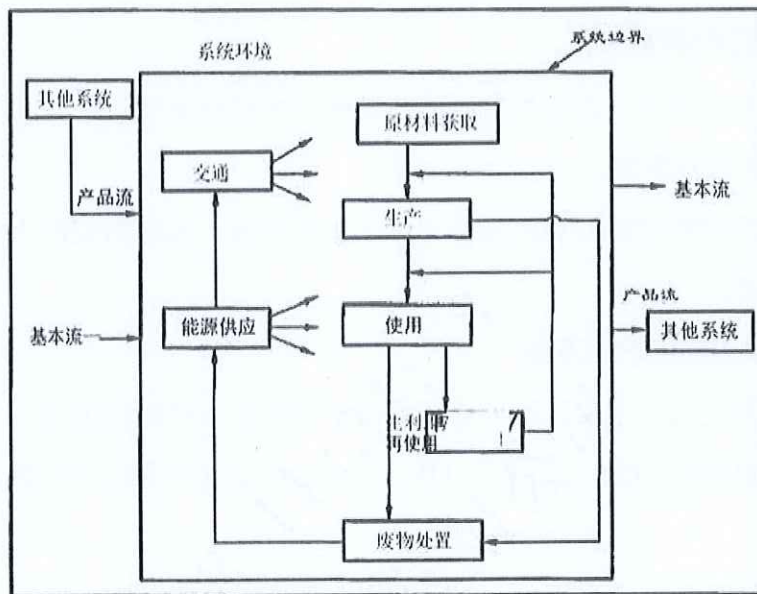 系统环境
系统边界
其他系统
原材料获取
交通
产品流
基本流
生产
产品流
能源供应
使用
基本流
其他系统
再使用
废物处置